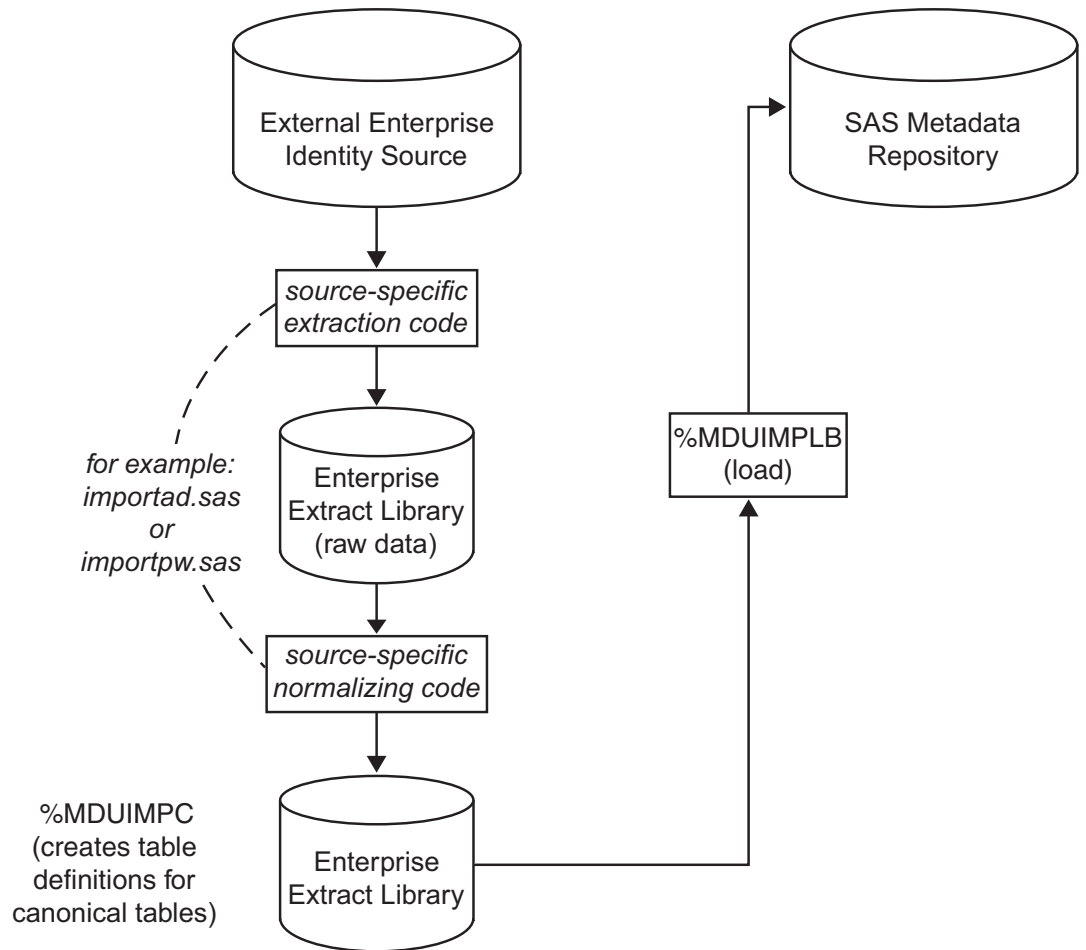 External Enterprise
Identity Source
SAS Metadata
Repository
source-specific
extraction code
for example:
importad.sas
or
importpw.sas
Enterprise
Extract Library
(raw data)
%MDUIMPLB
(load)
source-specific
normalizing code
%MDUIMPC
(creates table
definitions for
canonical tables)
Enterprise
Extract Library